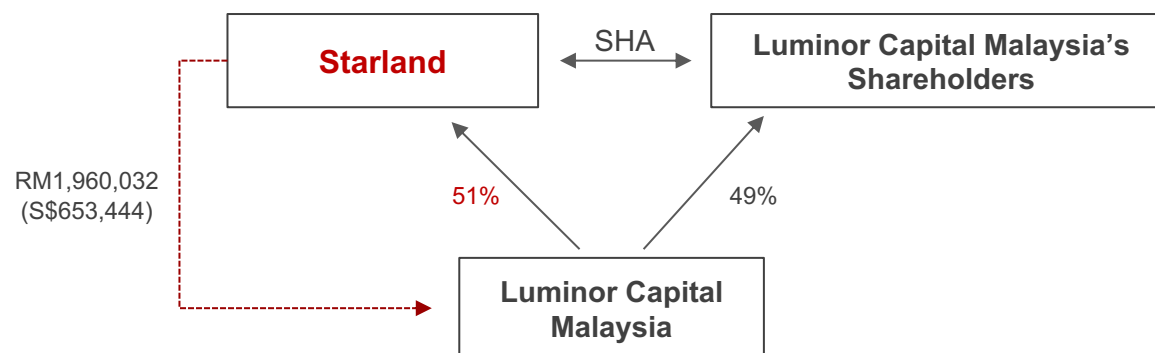 Starland
SHA
Luminor Capital Malaysia’s
Shareholders
RM1,960,032
(S$653,444)
51%
49%
Luminor Capital
Malaysia